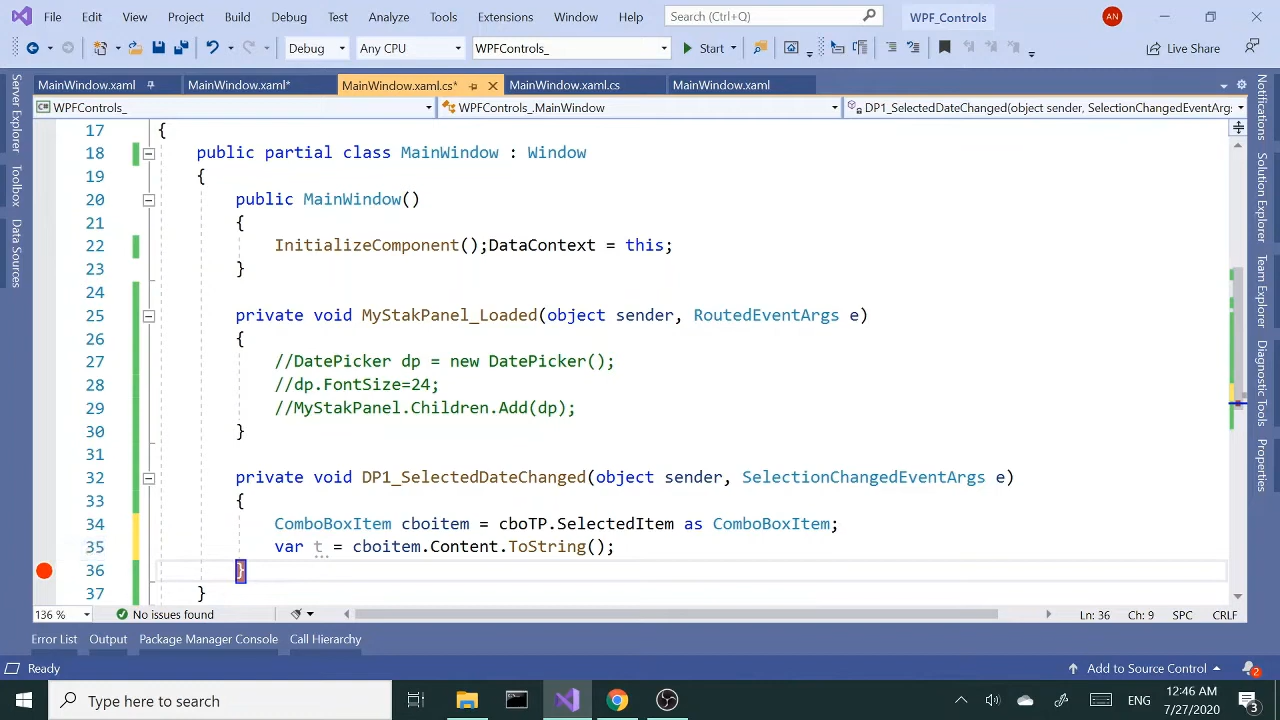 File Edit View Project Build Debug Test Analyze Tools Extensions Window Help Search (Ctrl+Q) WPF_Controls AN
Debug Any CPU WPFControls_ Start Live Share
MainWindow.xaml MainWindow.xaml* MainWindow.xaml.cs* MainWindow.xaml.cs MainWindow.xaml
WPFControls_ WPFControls_.MainWindow DP1_SelectedDateChanged(object sender, SelectionChangedEventArg
Server Explorer
Toolbox
Data Sources
17 {
18 public partial class MainWindow : Window
19 {
20 public MainWindow()
21 {
22 InitializeComponent();DataContext = this;
23 }
24
25 private void MyStakPanel_Loaded(object sender, RoutedEventArgs e)
26 {
27 //DatePicker dp = new DatePicker();
28 //dp.FontSize=24;
29 //MyStakPanel.Children.Add(dp);
30 }
31
32 private void DP1_SelectedDateChanged(object sender, SelectionChangedEventArgs e)
33 {
34 ComboBoxItem cboitem = cboTP.SelectedItem as ComboBoxItem;
35 var t = cboitem.Content.ToString();
36 }
37 }
Notifications
Solution Explorer
Team Explorer
Diagnostic Tools
Properties
136 % No issues found Ln: 36 Ch: 9 SPC CRLF
Error List Output Package Manager Console Call Hierarchy
Ready Add to Source Control 2
Type here to search ENG 12:46 AM
7/27/2020 3